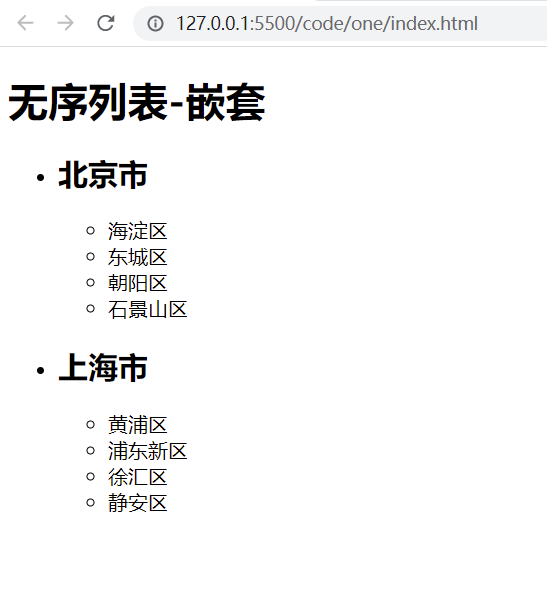 127.0.0.1:5500/code/one/index.html
无序列表-嵌套
北京市
海淀区
东城区
朝阳区
石景山区
上海市
黄浦区
浦东新区
徐汇区
静安区